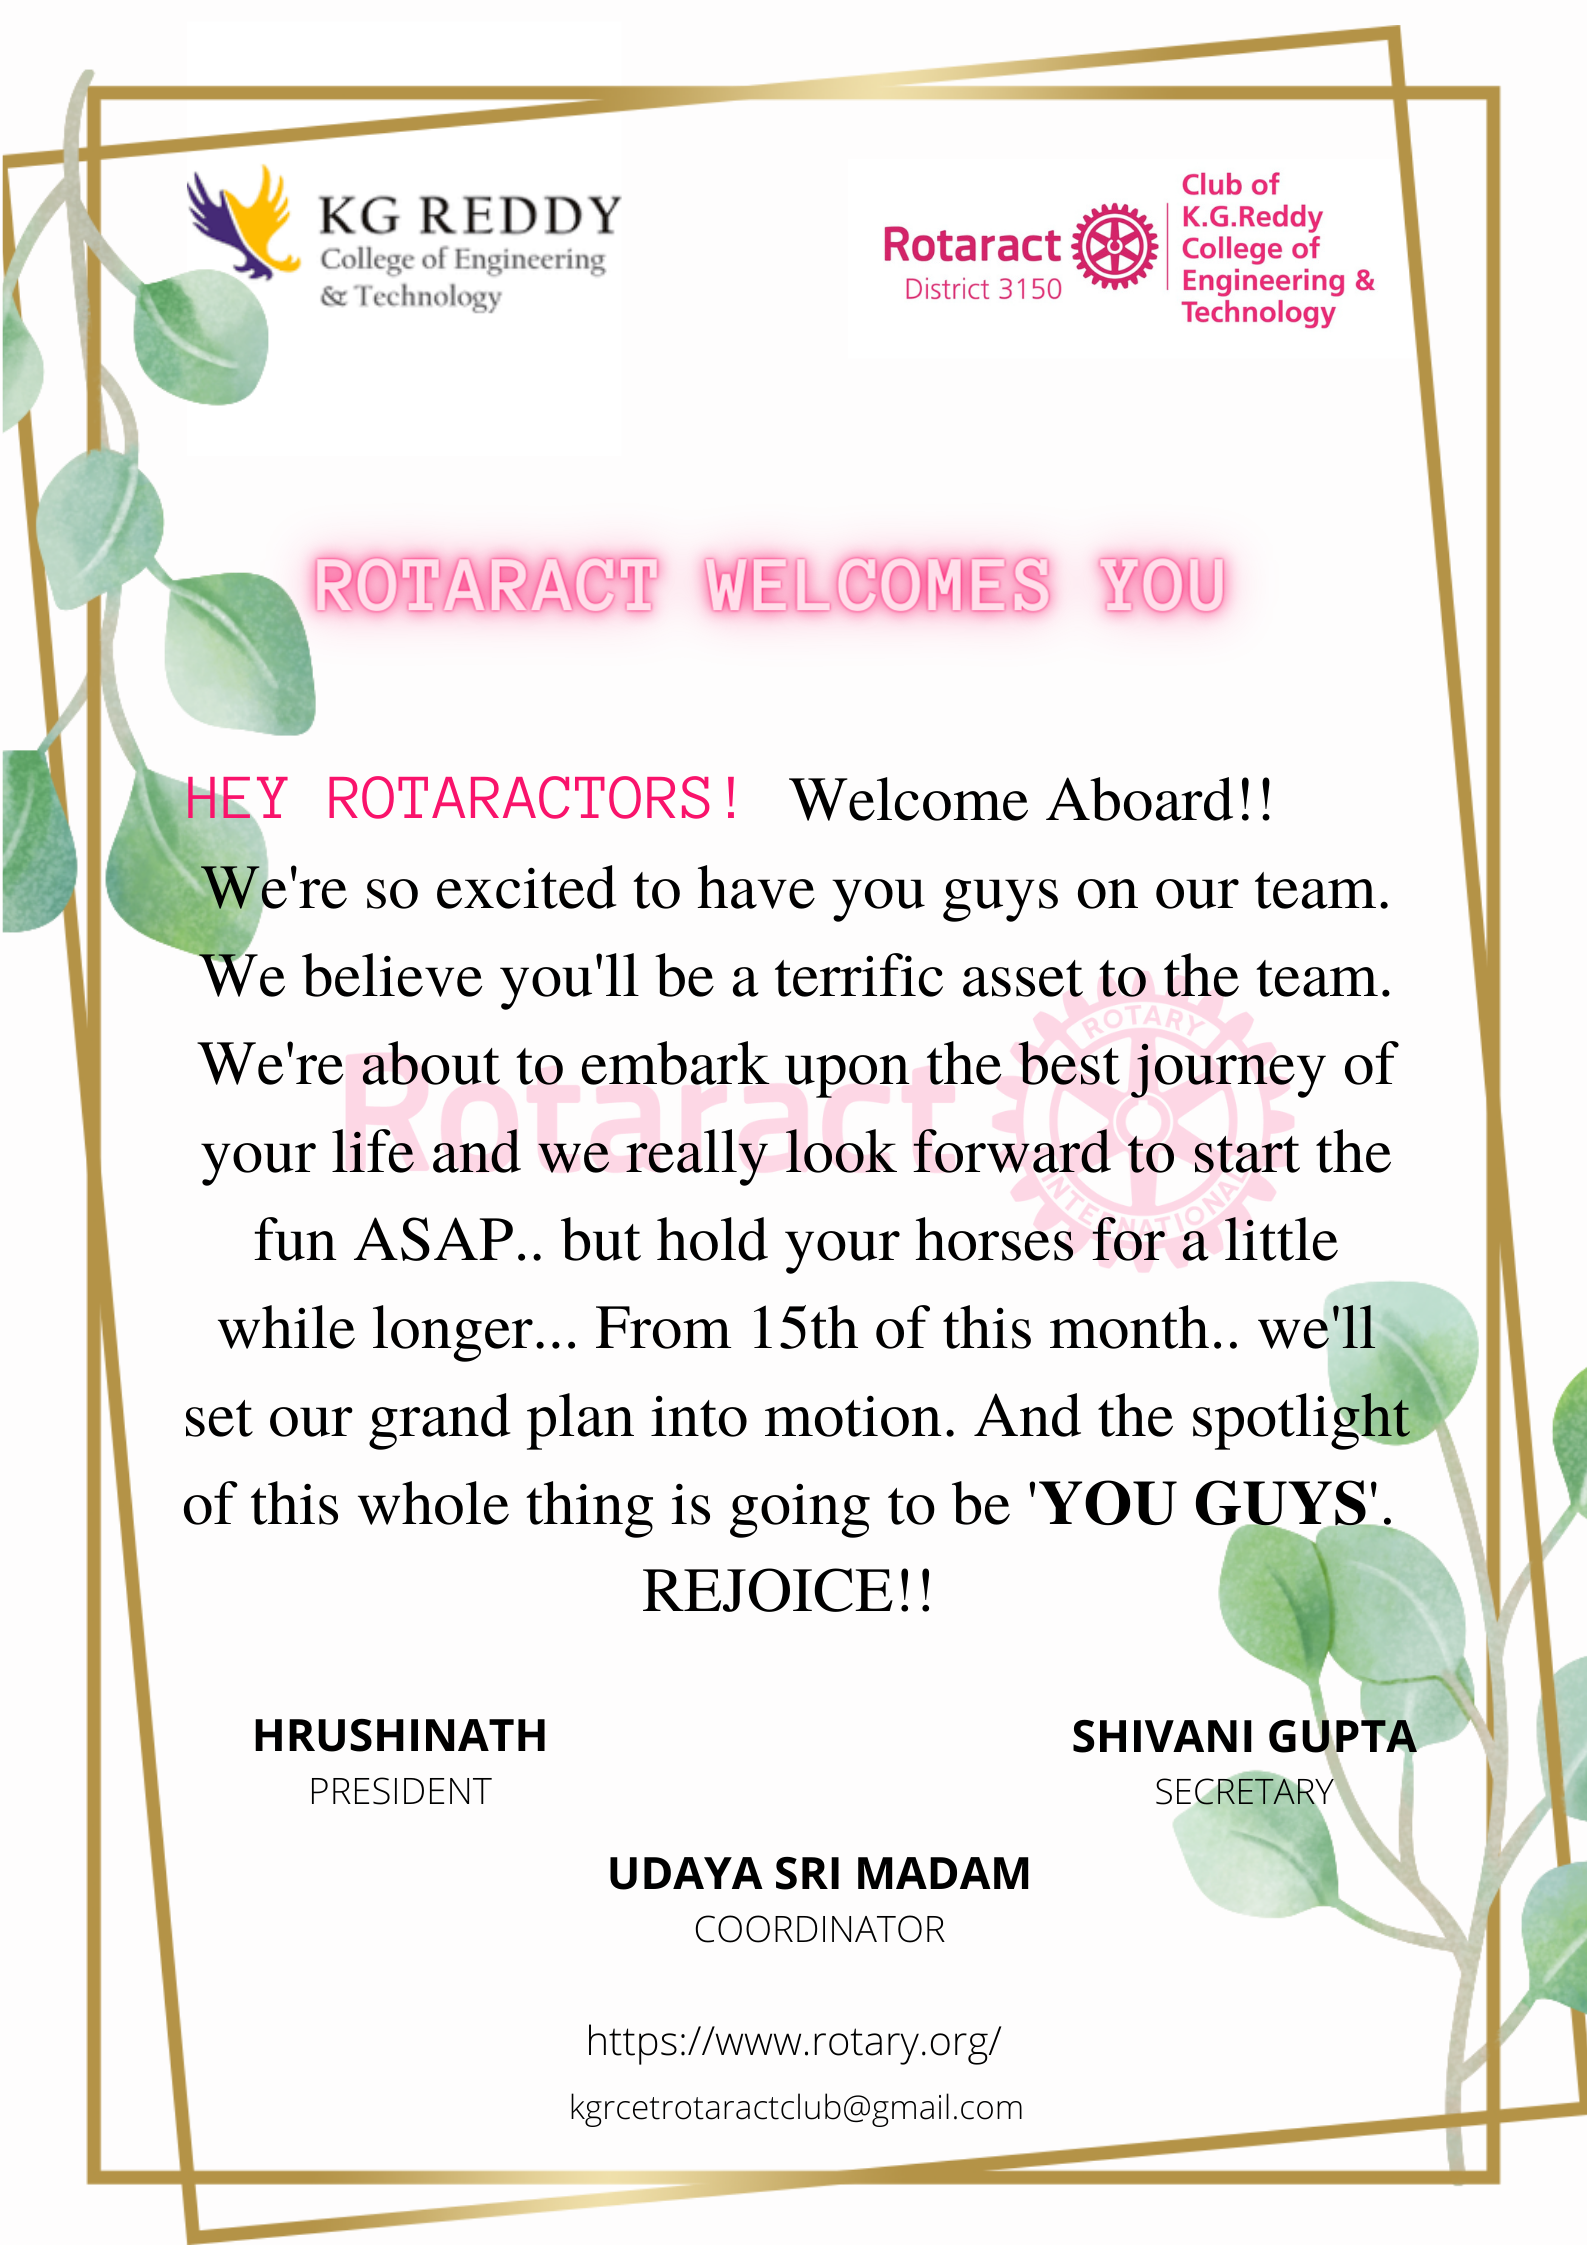 KG REDDY
College of Engineering
& Technology
Rotaract
District 3150
Club of
K.G.Reddy
College of
Engineering &
Technology
ROTARACT WELCOMES YOU
HEY ROTARACTORS! Welcome Aboard!!
We're so excited to have you guys on our team.
We believe you'll be a terrific asset to the team.
We're about to embark upon the best journey of
your life and we really look forward to start the
fun ASAP.. but hold your horses for a little
while longer... From 15th of this month.. we'll
set our grand plan into motion. And the spotlight
of this whole thing is going to be 'YOU GUYS'.
REJOICE!!
Rotaract
ROTARY
INTERNATIONAL
HRUSHINATH
PRESIDENT
SHIVANI GUPTA
SECRETARY
UDAYA SRI MADAM
COORDINATOR
https://www.rotary.org/
kgrcetrotaractclub@gmail.com